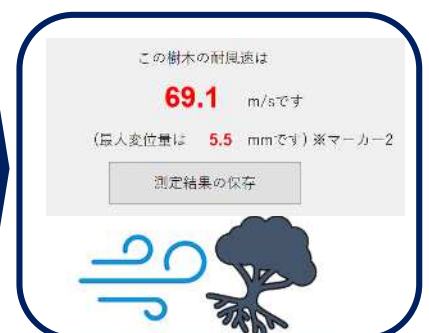 この樹木の耐風速は
69.1 m/sです
(最大変位量は 5.5 mmです)※マーカー2
測定結果の保存